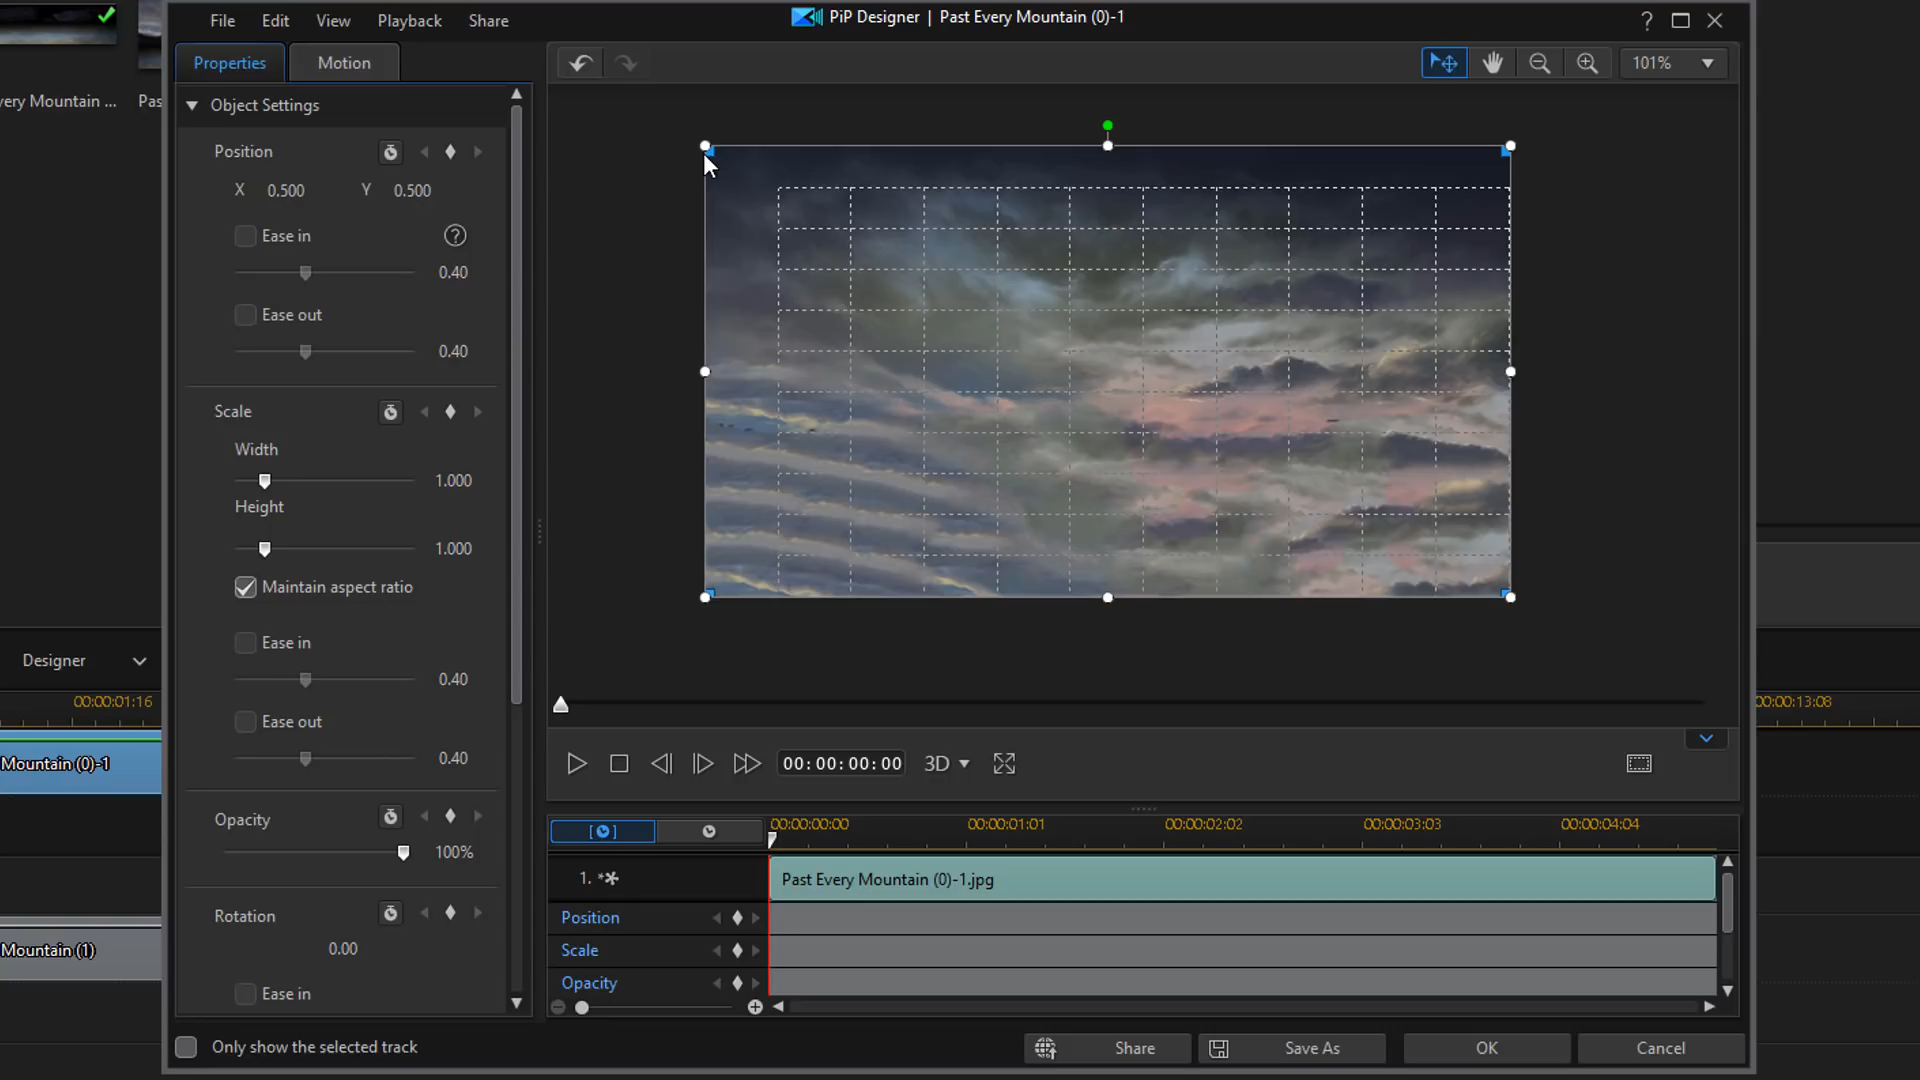 File Edit View Playback Share
PiP Designer | Past Every Mountain (0)-1
?
Properties Motion
101%
very Mountain ... Pas
Object Settings
Position
X 0.500 Y 0.500
Ease in ?
0.40
Ease out
0.40
Scale
Width
1.000
Height
1.000
Maintain aspect ratio
Ease in
0.40
Ease out
0.40
Opacity
100%
Rotation
0.00
Ease in
Designer
00:00:01:16
Mountain (0)-1
Mountain (1)
00:00:13:08
00:00:00:00 3D
00:00:00:00 00:00:01:01 00:00:02:02 00:00:03:03 00:00:04:04
1. Past Every Mountain (0)-1.jpg
Position
Scale
Opacity
Only show the selected track
Share Save As OK Cancel